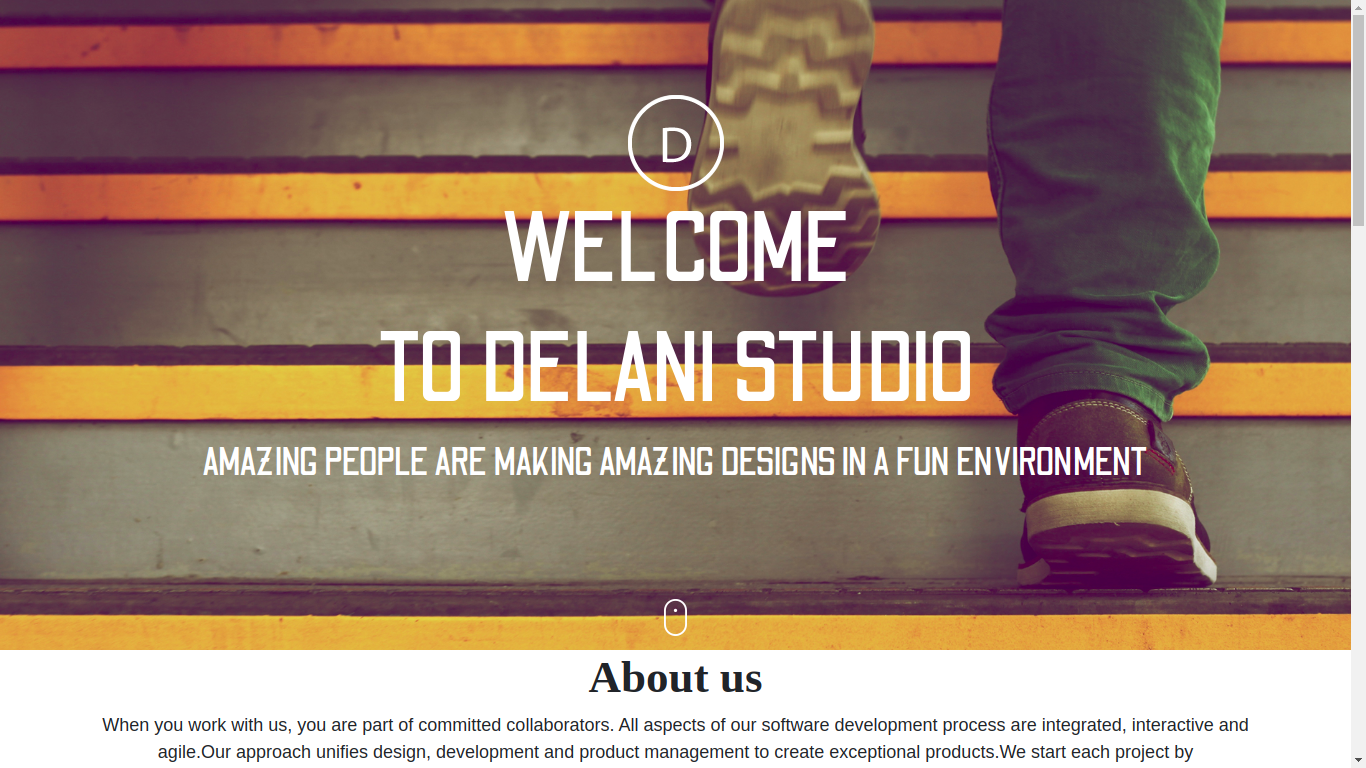 D
WELCOME
TO DELANI STUDIO
AMAZING PEOPLE ARE MAKING AMAZING DESIGNS IN A FUN ENVIRONMENT
About us
When you work with us, you are part of committed collaborators. All aspects of our software development process are integrated, interactive and
agile.Our approach unifies design, development and product management to create exceptional products.We start each project by